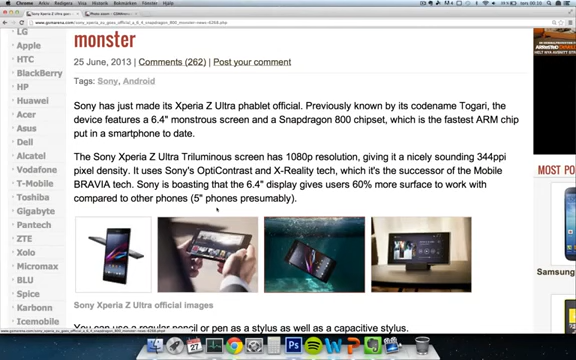 Chrome Arkiv Redigera Visa Historik Bokmärken Fönster Hjälp
monster
25 June, 2013 | Comments (262) | Post your comment
Tags: Sony, Android
Sony has just made its Xperia Z Ultra phablet official. Previously known by its codename Togari, the
device features a 6.4" monstrous screen and a Snapdragon 800 chipset, which is the fastest ARM chip
put in a smartphone to date.
The Sony Xperia Z Ultra Triluminous screen has 1080p resolution, giving it a nicely sounding 344ppi
pixel density. It uses Sony's OptiContrast and X-Reality tech, which it's the successor of the Mobile
BRAVIA tech. Sony is boasting that the 6.4" display gives users 60% more surface to work with
compared to other phones (5" phones presumably).
Sony Xperia Z Ultra official images
You can use a regular pencil or pen as a stylus as well as a capacitive stylus.
LG
Apple
HTC
BlackBerry
HP
Huawei
Acer
Asus
Dell
Alcatel
Vodafone
T-Mobile
Toshiba
Gigabyte
Pantech
ZTE
Xolo
Micromax
BLU
Spice
Karbonn
Icemobile
MOST PO
Samsung